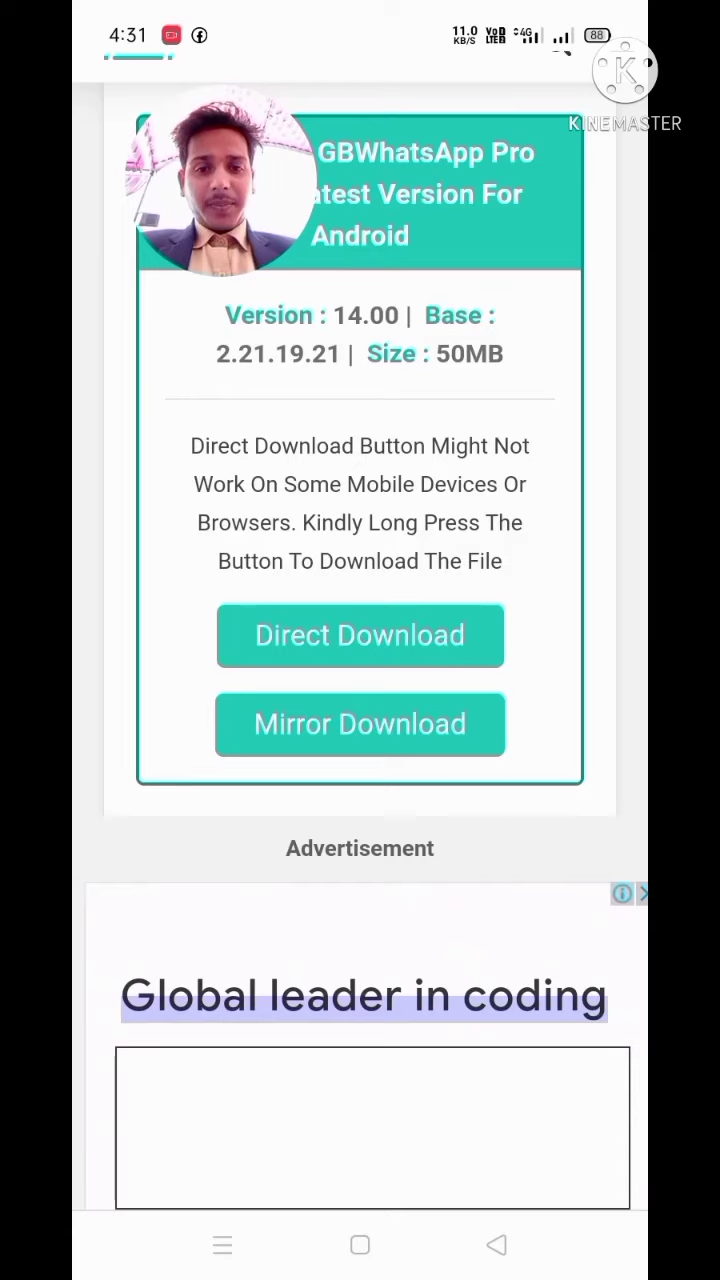 4:31
11.0
KB/S
4G
88
KINEMASTER
GBWhatsApp Pro
atest Version For
Android
Version : 14.00 | Base :
2.21.19.21 | Size : 50MB
Direct Download Button Might Not
Work On Some Mobile Devices Or
Browsers. Kindly Long Press The
Button To Download The File
Direct Download
Mirror Download
Advertisement
Global leader in coding